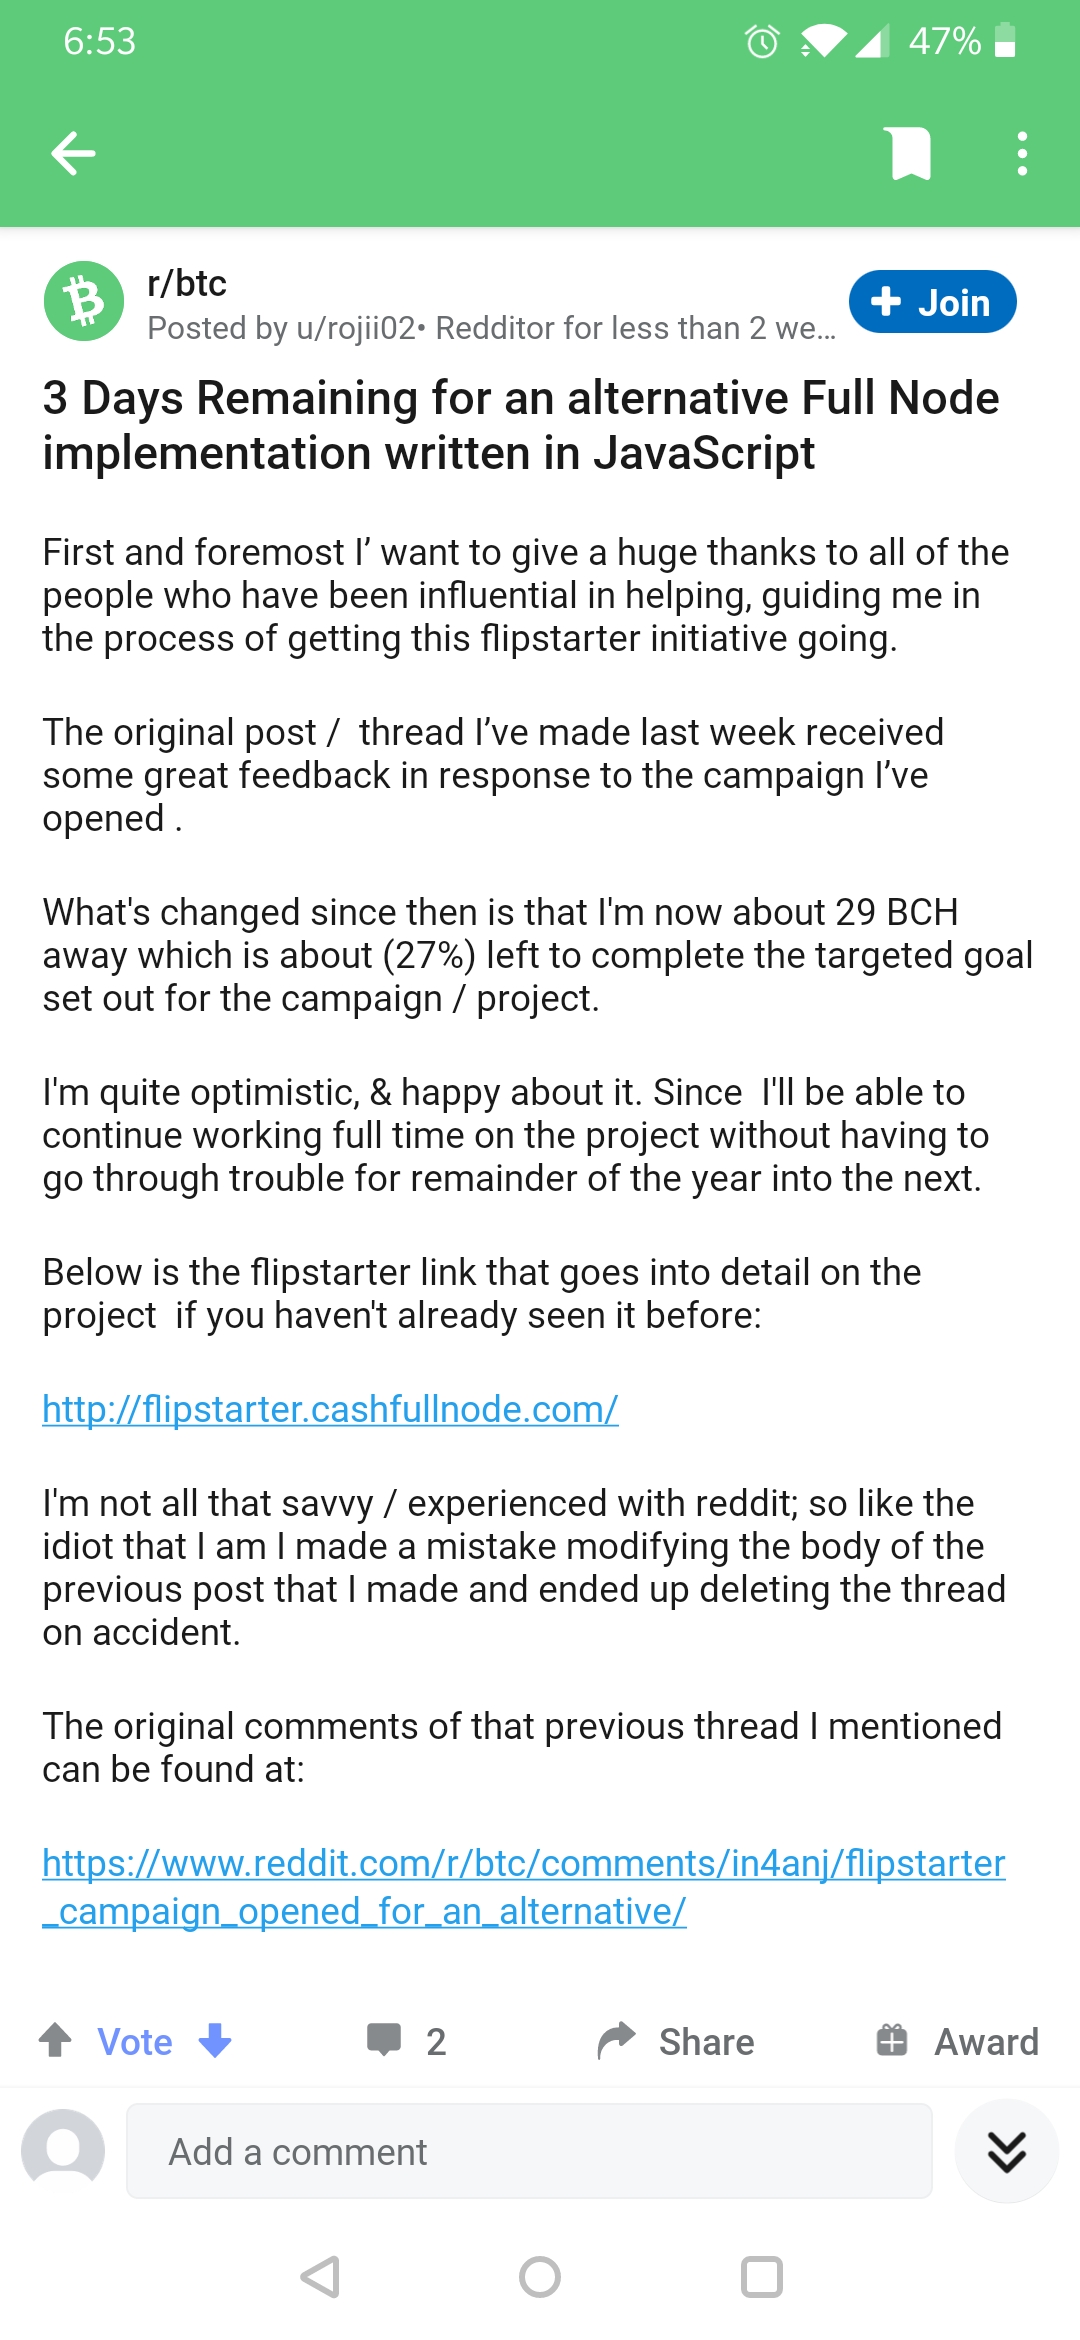 6:53
47%
r/btc
Posted by u/rojii02• Redditor for less than 2 we...
Join
3 Days Remaining for an alternative Full Node
implementation written in JavaScript
First and foremost I’ want to give a huge thanks to all of the
people who have been influential in helping, guiding me in
the process of getting this flipstarter initiative going.
The original post /  thread I’ve made last week received
some great feedback in response to the campaign I’ve
opened .
What's changed since then is that I'm now about 29 BCH
away which is about (27%) left to complete the targeted goal
set out for the campaign / project.
I'm quite optimistic, & happy about it. Since  I'll be able to
continue working full time on the project without having to
go through trouble for remainder of the year into the next.
Below is the flipstarter link that goes into detail on the
project  if you haven't already seen it before:
http://flipstarter.cashfullnode.com/
I'm not all that savvy / experienced with reddit; so like the
idiot that I am I made a mistake modifying the body of the
previous post that I made and ended up deleting the thread
on accident.
The original comments of that previous thread I mentioned
can be found at:
https://www.reddit.com/r/btc/comments/in4anj/flipstarter
_campaign_opened_for_an_alternative/
Vote
2
Share
Award
Add a comment